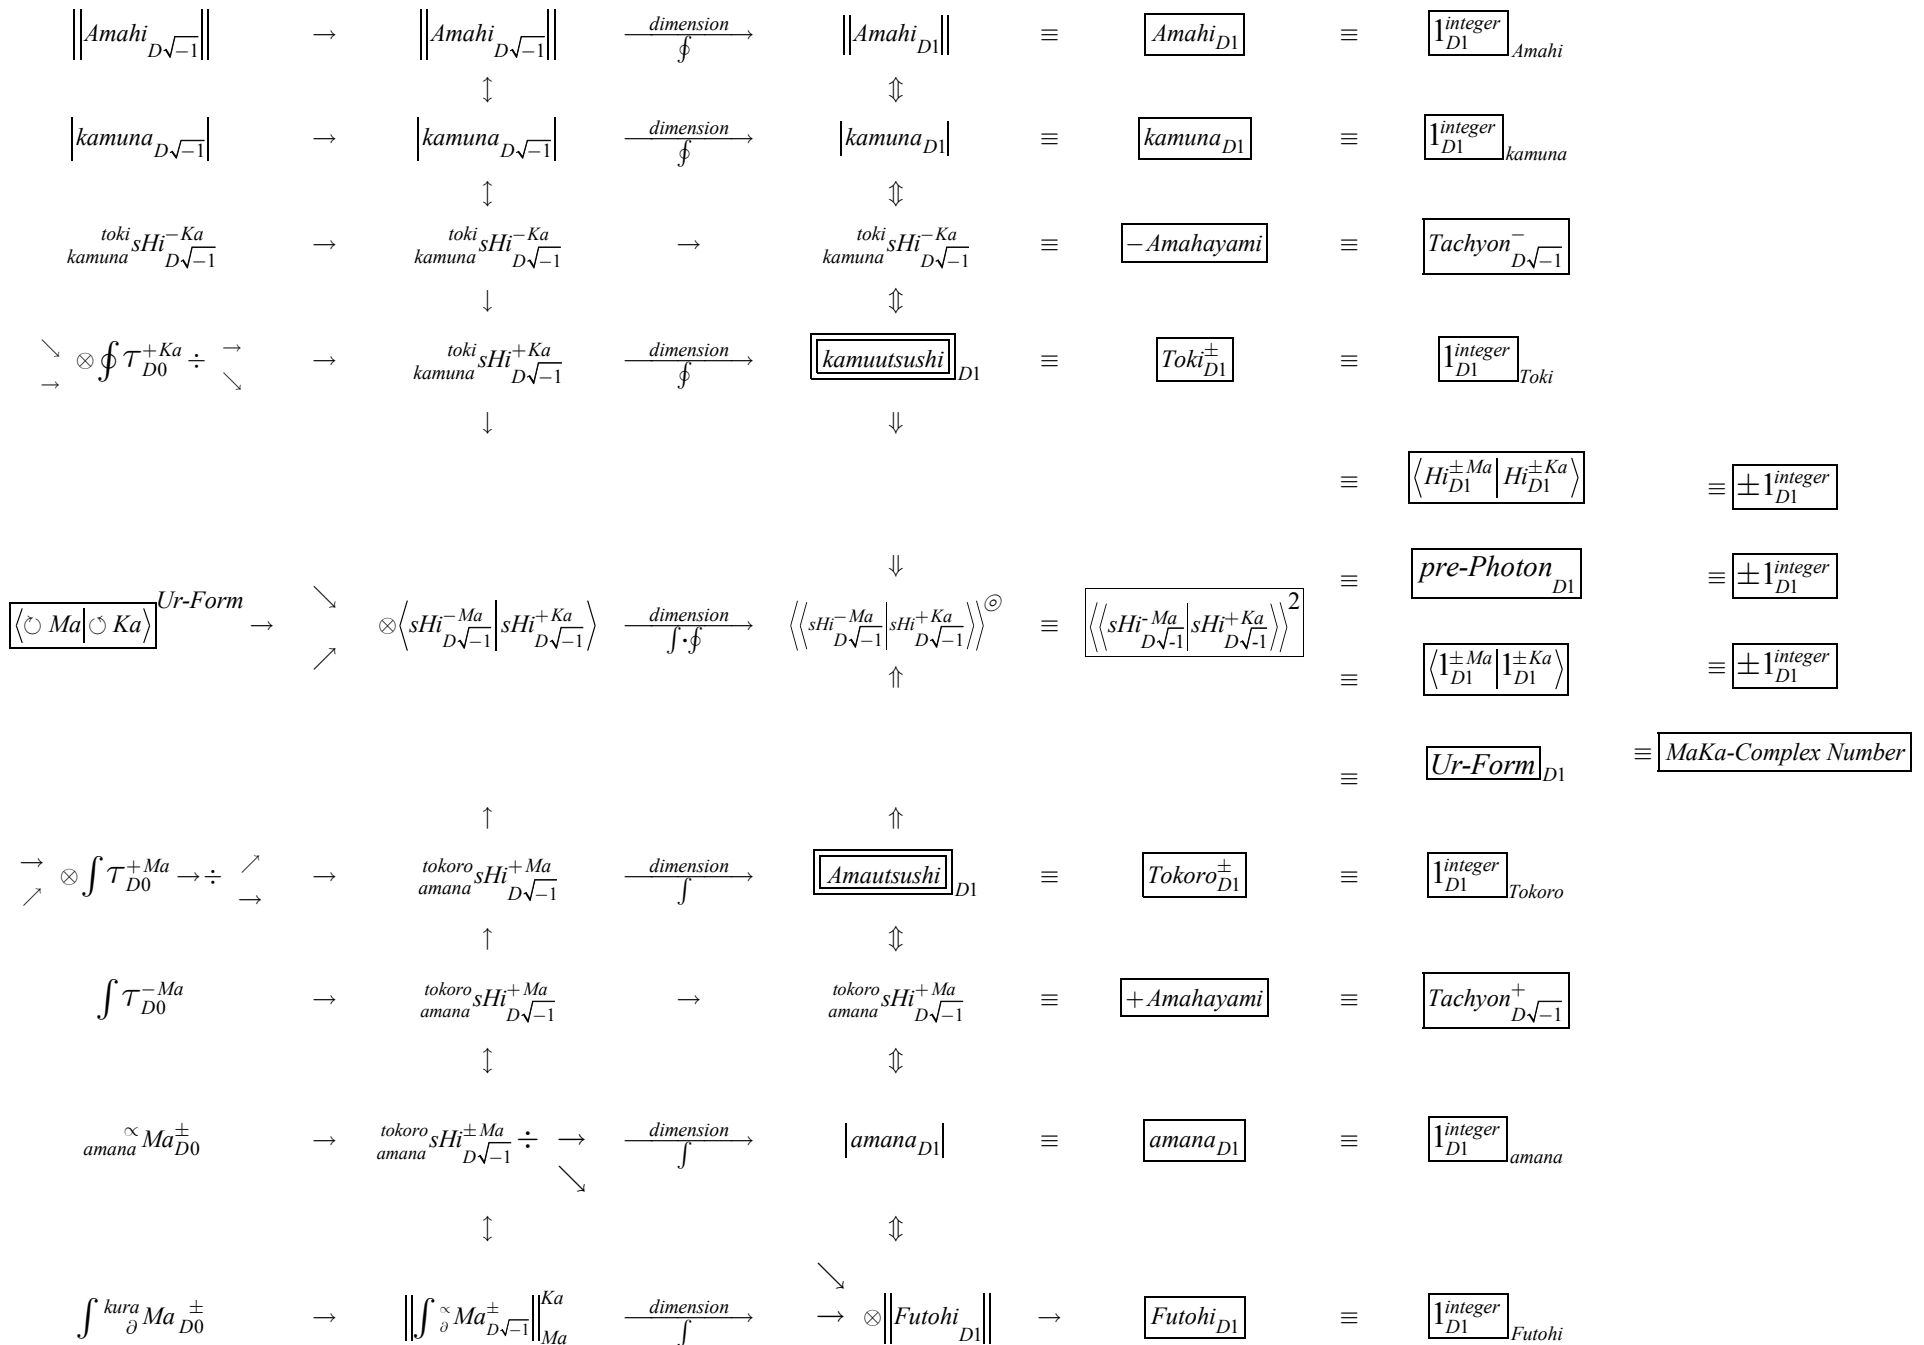 ‖Amahi_{D√−1}‖ → ‖Amahi_{D√−1}‖ dimension ∮ ‖Amahi_{D1}‖ ≡ Amahi_{D1} ≡ 1^{integer}_{D1 Amahi}
↕ ⇕
|kamuna_{D√−1}| → |kamuna_{D√−1}| dimension ∮ |kamuna_{D1}| ≡ kamuna_{D1} ≡ 1^{integer}_{D1 kamuna}
↕ ⇕
^{toki}_{kamuna}sHi^{−Ka}_{D√−1} → ^{toki}_{kamuna}sHi^{−Ka}_{D√−1} → ^{toki}_{kamuna}sHi^{−Ka}_{D√−1} ≡ −Amahayami ≡ Tachyon^{−}_{D√−1}
↓ ⇕
↘ → ⊗∮τ^{+Ka}_{D0} ÷ → ↘ → ^{toki}_{kamuna}sHi^{+Ka}_{D√−1} dimension ∮ kamuutsushi_{D1} ≡ Toki^{±}_{D1} ≡ 1^{integer}_{D1 Toki}
↓ ⇓
≡ ⟨Hi^{±Ma}_{D1}|Hi^{±Ka}_{D1}⟩ ≡ ±1^{integer}_{D1}
⇓ ≡ pre-Photon_{D1} ≡ ±1^{integer}_{D1}
⟨↻ Ma|↺ Ka⟩^{Ur-Form} → ↘ ↗ ⊗⟨sHi^{−Ma}_{D√−1}|sHi^{+Ka}_{D√−1}⟩ dimension ∫·∮ ⟨⟨sHi^{−Ma}_{D√−1}|sHi^{+Ka}_{D√−1}⟩⟩^{◎} ≡ ⟨⟨sHi^{-Ma}_{D√-1}|sHi^{+Ka}_{D√-1}⟩⟩^{2}
⇑ ≡ ⟨1^{±Ma}_{D1}|1^{±Ka}_{D1}⟩ ≡ ±1^{integer}_{D1}
≡ Ur-Form_{D1} ≡ MaKa-Complex Number
↑ ⇑
→ ↗ ⊗∫τ^{+Ma}_{D0} → ÷ ↗ → → ^{tokoro}_{amana}sHi^{+Ma}_{D√−1} dimension ∫ Amautsushi_{D1} ≡ Tokoro^{±}_{D1} ≡ 1^{integer}_{D1 Tokoro}
↑ ⇕
∫τ^{−Ma}_{D0} → ^{tokoro}_{amana}sHi^{+Ma}_{D√−1} → ^{tokoro}_{amana}sHi^{+Ma}_{D√−1} ≡ +Amahayami ≡ Tachyon^{+}_{D√−1}
↕ ⇕
^{∝}_{amana}Ma^{±}_{D0} → ^{tokoro}_{amana}sHi^{±Ma}_{D√−1} ÷ → ↘ dimension ∫ |amana_{D1}| ≡ amana_{D1} ≡ 1^{integer}_{D1 amana}
↕ ⇕
∫^{kura}_{∂}Ma^{±}_{D0} → ‖∫^{∝}_{∂}Ma^{±}_{D√−1}‖^{Ka}_{Ma} dimension ∫ ↘ → ⊗‖Futohi_{D1}‖ → Futohi_{D1} ≡ 1^{integer}_{D1 Futohi}